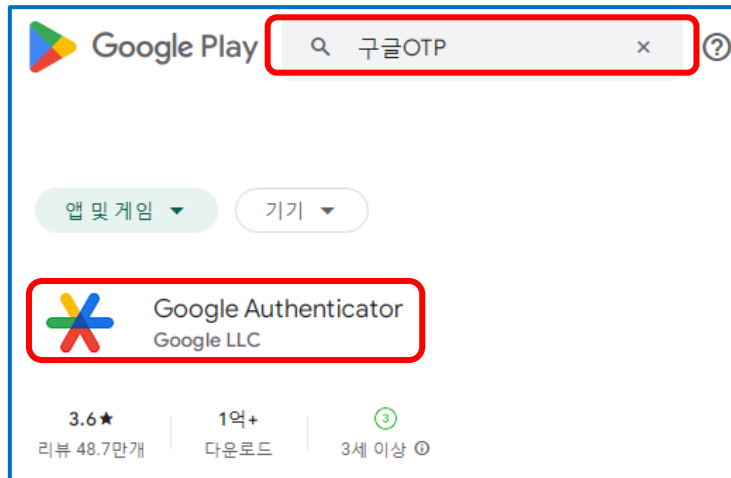 Google Play 구글OTP
앱 및 게임 기기
Google Authenticator
Google LLC
3.6★ 1억+ 3
리뷰 48.7만개 다운로드 3세 이상